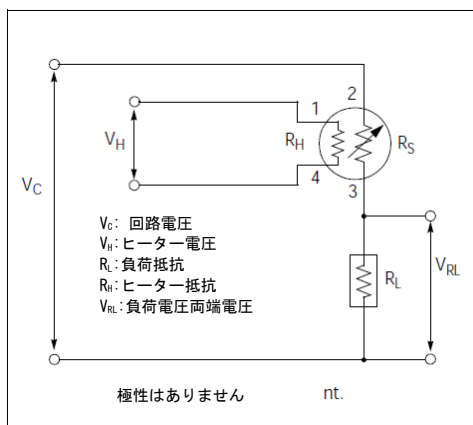 2
1
V_H
R_H
R_S
4
3
V_C
V_C: 回路電圧
V_H:ヒーター電圧
R_L:負荷抵抗
R_H:ヒーター抵抗
V_RL:負荷電圧両端電圧
R_L
V_RL
極性はありません
nt.